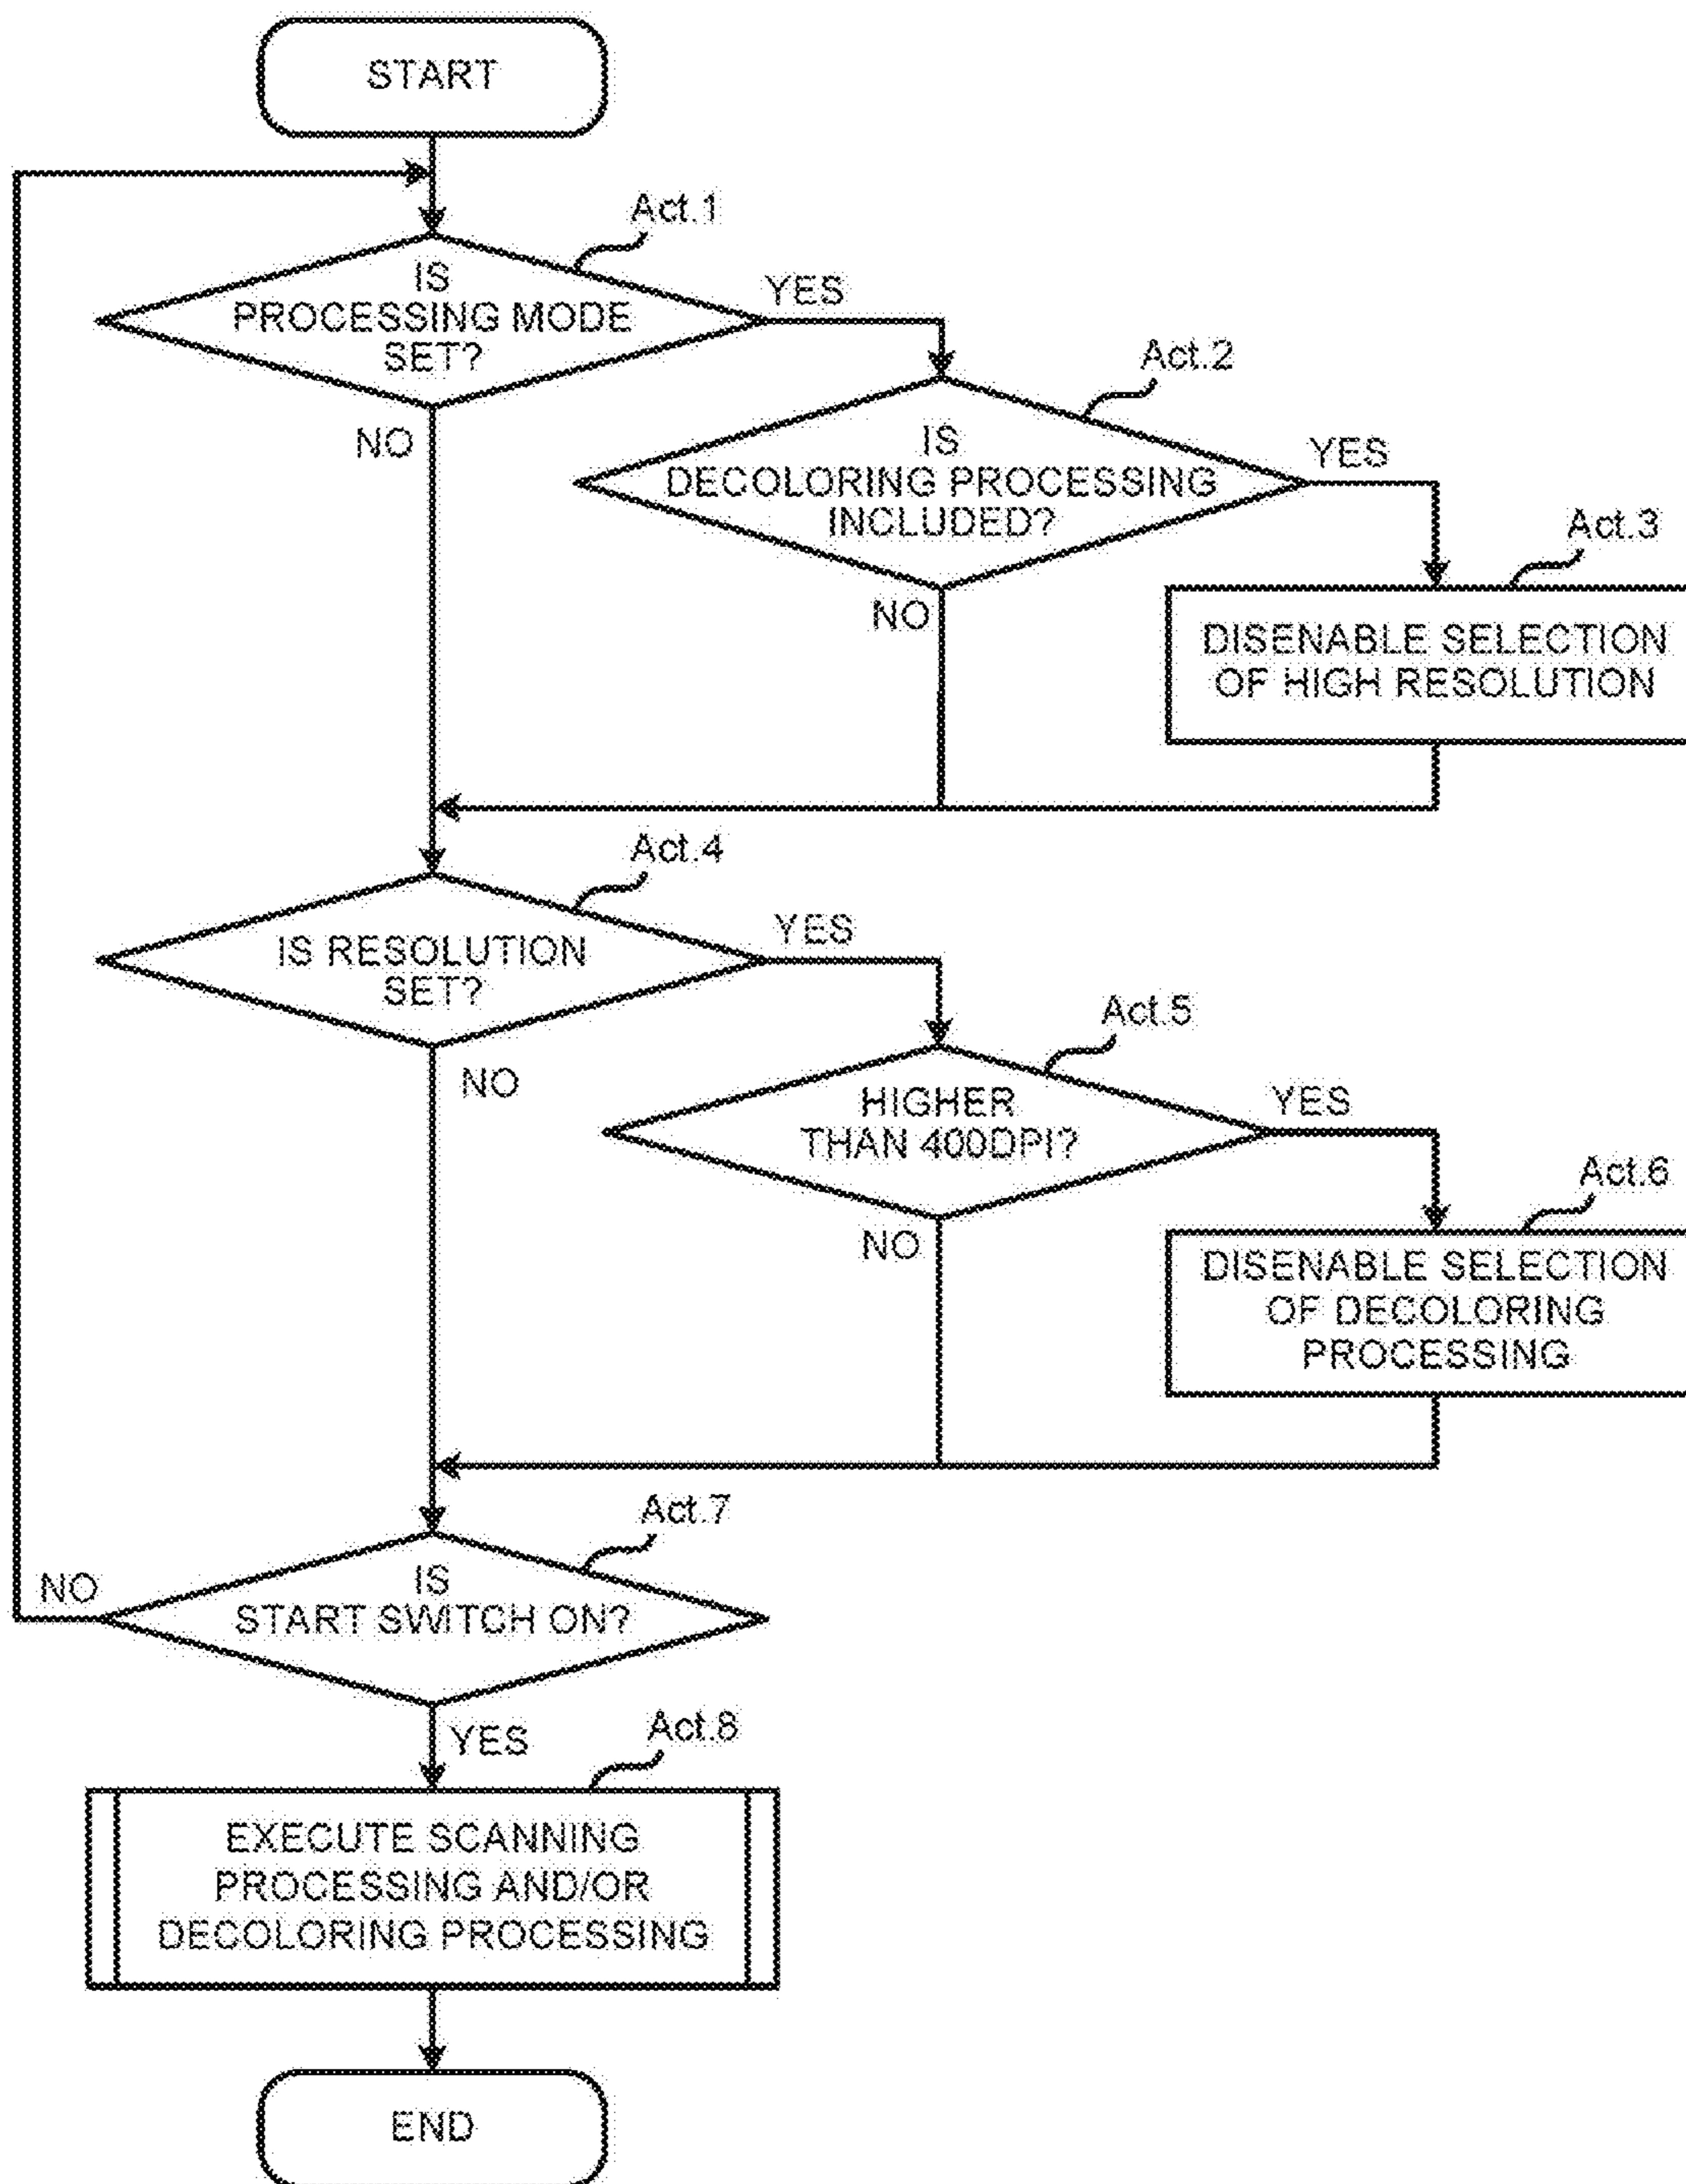 START
Act.1
IS
PROCESSING MODE
SET?
YES
NO
Act.2
IS
DECOLORING PROCESSING
INCLUDED?
YES
NO
Act.3
DISENABLE SELECTION
OF HIGH RESOLUTION
Act.4
IS RESOLUTION
SET?
YES
NO
Act.5
HIGHER
THAN 400DPI?
YES
NO
Act.6
DISENABLE SELECTION
OF DECOLORING
PROCESSING
Act.7
IS
START SWITCH ON?
NO
YES
Act.8
EXECUTE SCANNING
PROCESSING AND/OR
DECOLORING PROCESSING
END